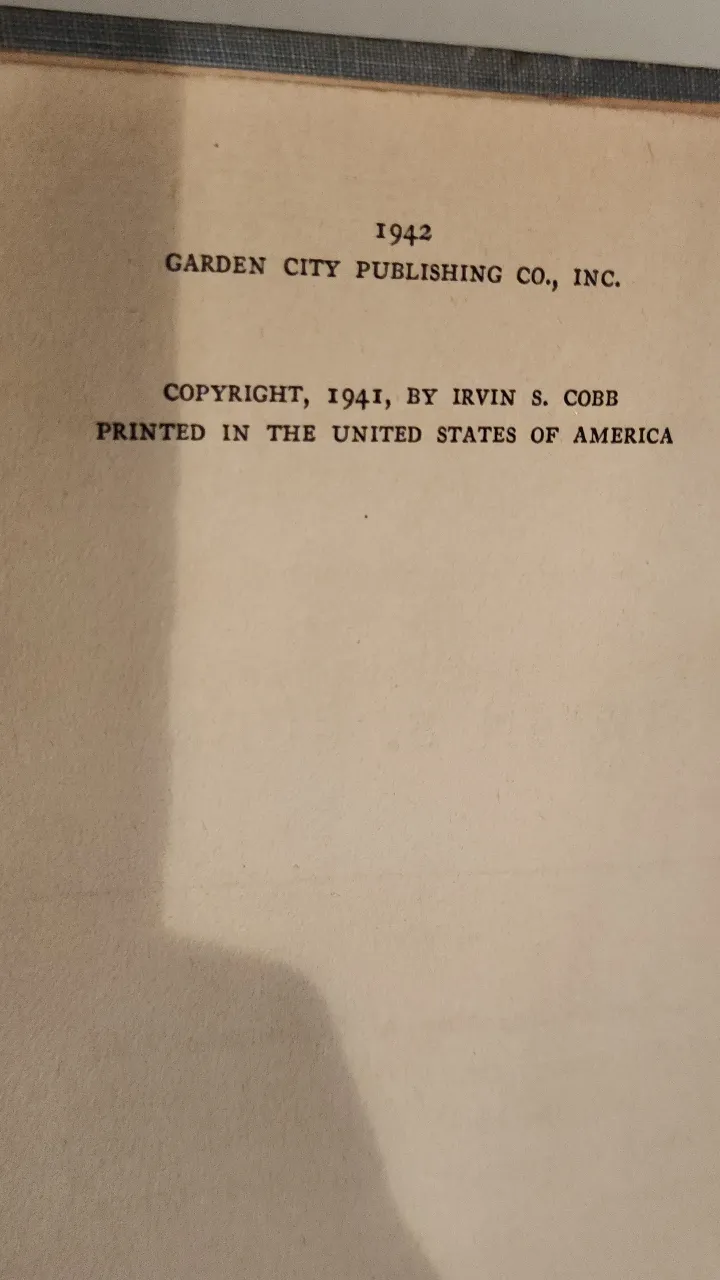 1942
GARDEN CITY PUBLISHING CO., INC.
COPYRIGHT, 1941, BY IRVIN S. COBB
PRINTED IN THE UNITED STATES OF AMERICA